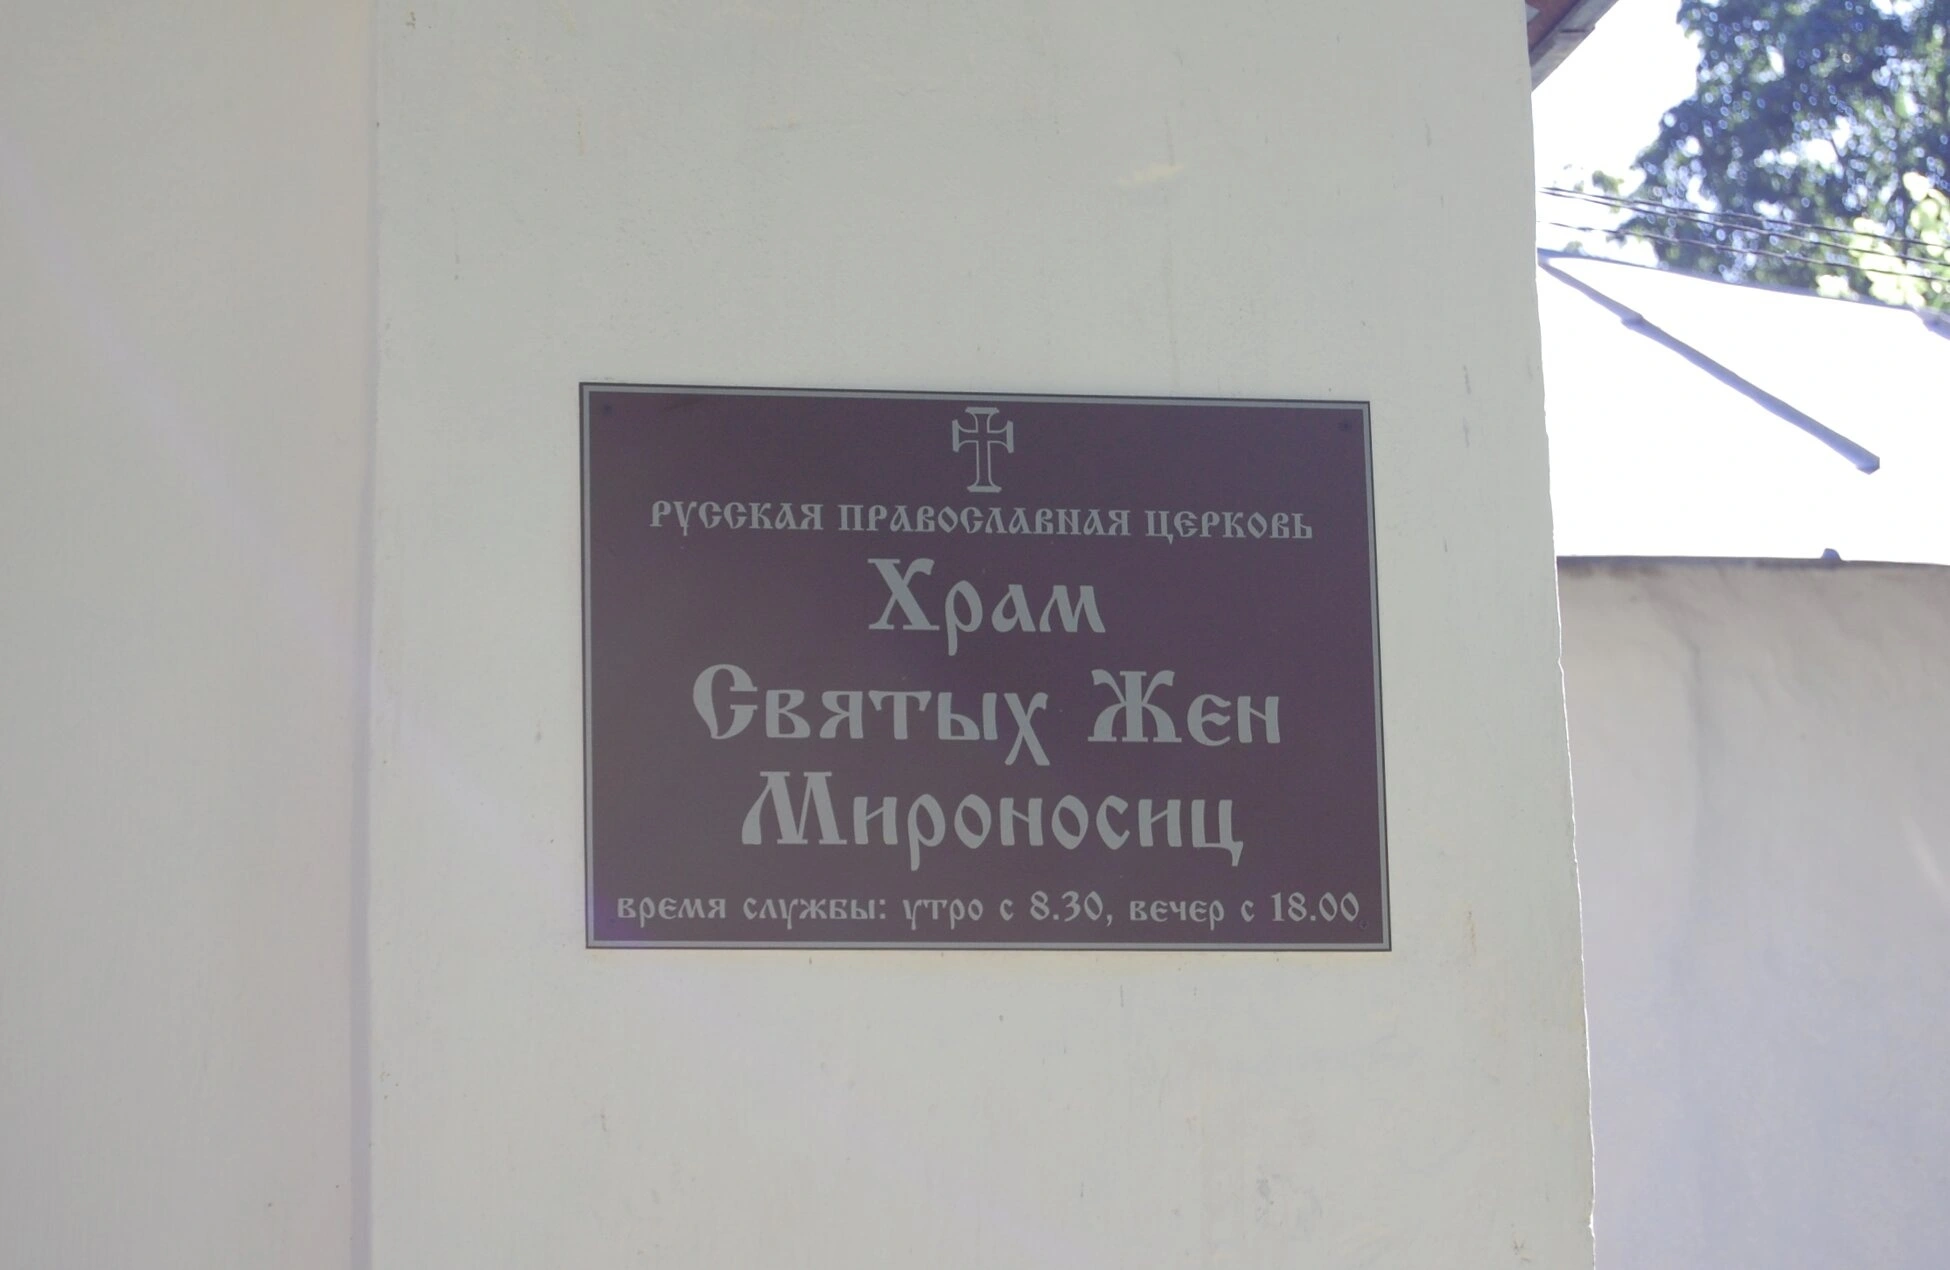 РУССКАЯ ПРАВОСЛАВНАЯ ЦЕРКОВЬ
Храм
Святых Жен
Мироносиц
время службы: утро с 8.30, вечер с 18.00